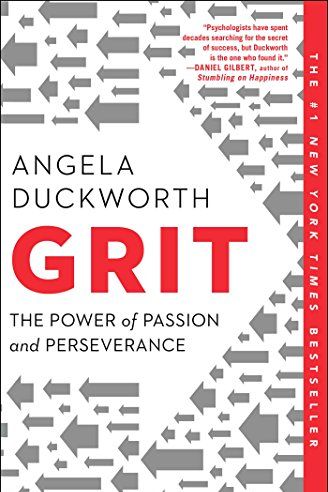 "Psychologists have spent
decades searching for the secret
of success, but Duckworth
is the one who found it."
—DANIEL GILBERT, author of
Stumbling on Happiness
THE #1 NEW YORK TIMES BESTSELLER
ANGELA
DUCKWORTH
GRIT
THE POWER of PASSION
and PERSEVERANCE